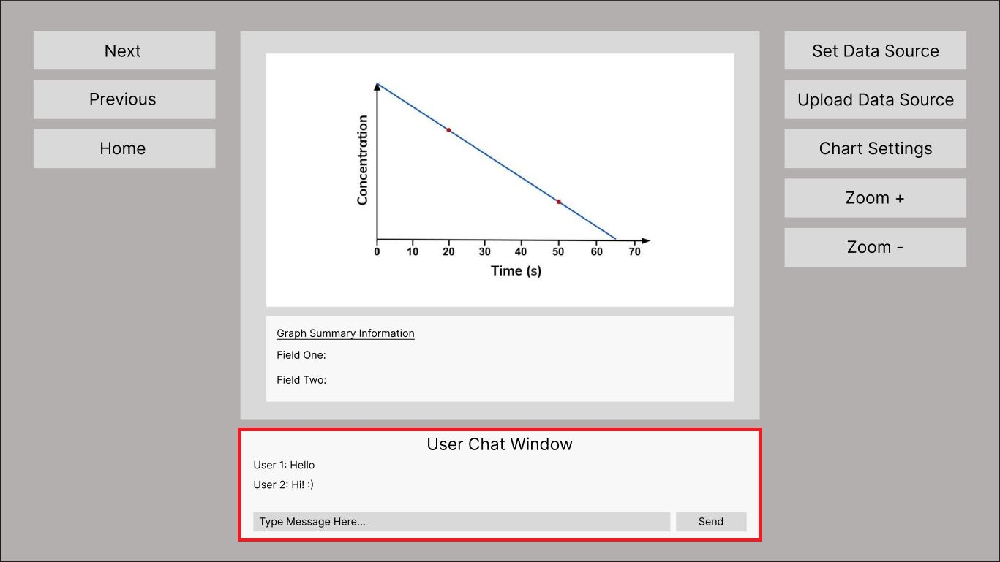 Next
Previous
Home
Concentration
0 10 20 30 40 50 60 70
Time (s)
Graph Summary Information
Field One:
Field Two:
Set Data Source
Upload Data Source
Chart Settings
Zoom +
Zoom -
User Chat Window
User 1: Hello
User 2: Hi! :)
Type Message Here...
Send